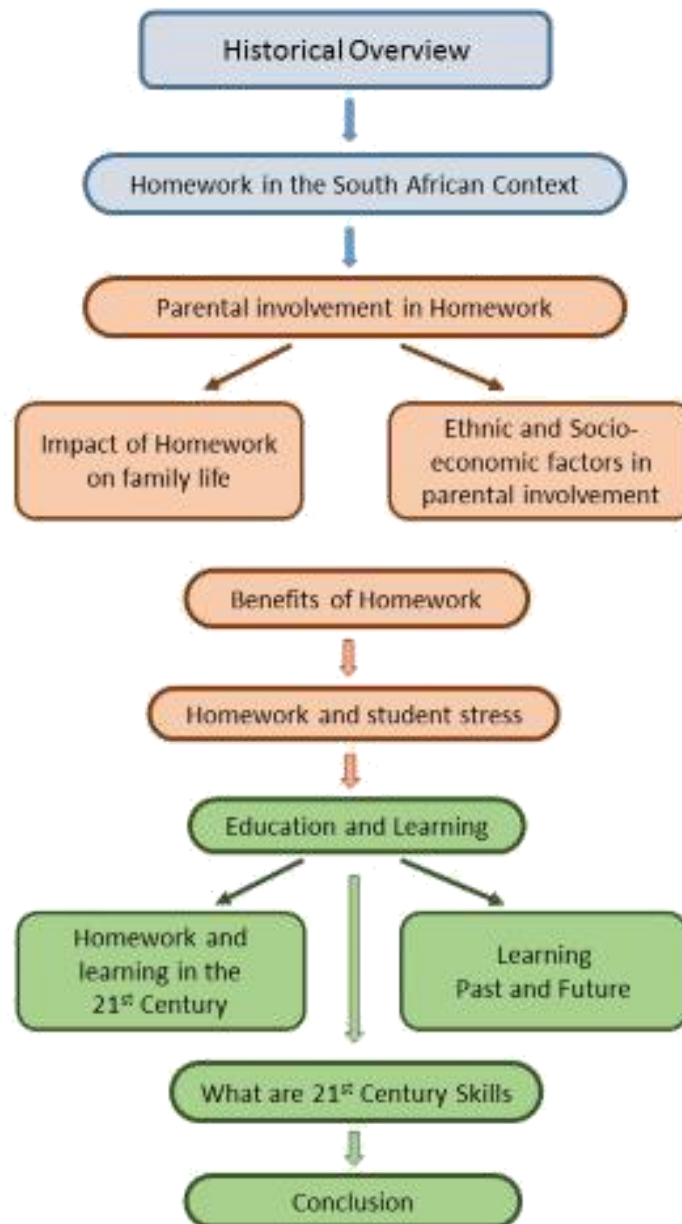 Historical Overview
Homework in the South African Context
Parental involvement in Homework
Impact of Homework
on family life
Ethnic and Socio-
economic factors in
parental involvement
Benefits of Homework
Homework and student stress
Education and Learning
Homework and
learning in the
21st Century
Learning
Past and Future
What are 21st Century Skills
Conclusion